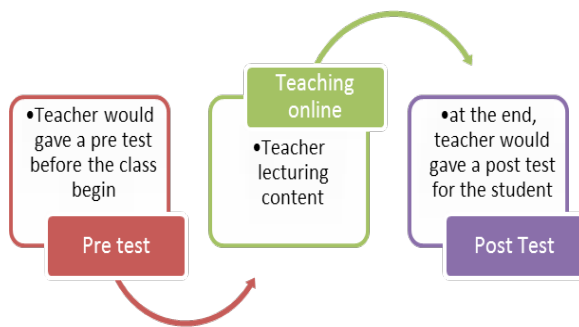 •Teacher would
gave a pre test
before the class
begin
Pre test
Teaching
online
•Teacher
lecturing
content
•at the end,
teacher would
gave a post test
for the student
Post Test